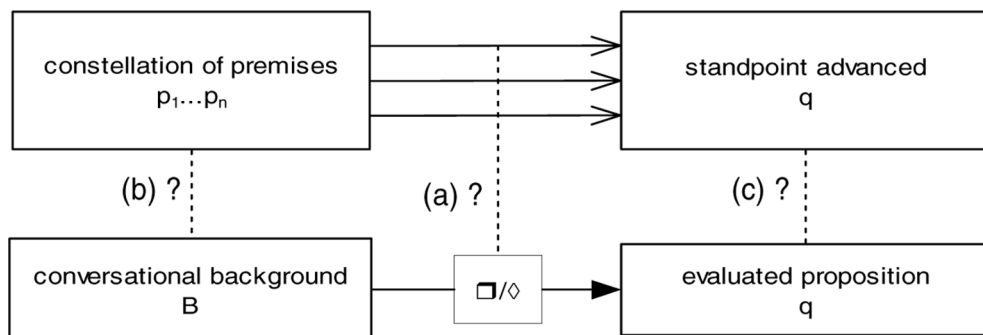 constellation of premises
p₁...pₙ
standpoint advanced
q
(b) ?
(a) ?
(c) ?
conversational background
B
❒/◊
evaluated proposition
q